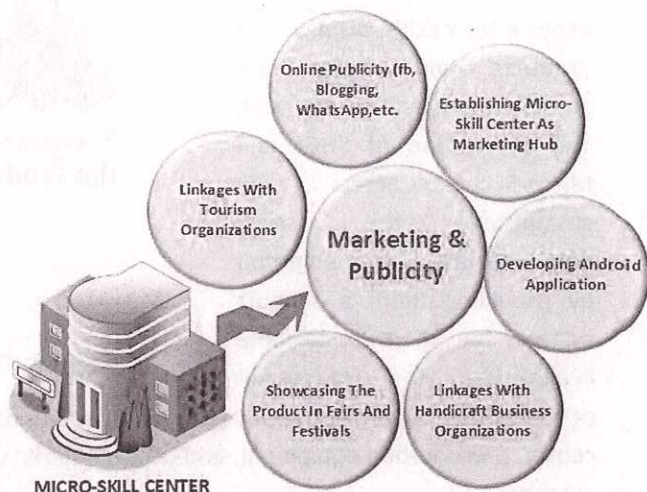 Online Publicity (fb,
Blogging,
WhatsApp,etc.
Establishing Micro-
Skill Center As
Marketing Hub
Linkages With
Tourism
Organizations
Marketing &
Publicity
Developing Android
Application
Showcasing The
Product In Fairs And
Festivals
Linkages With
Handicraft Business
Organizations
MICRO-SKILL CENTER